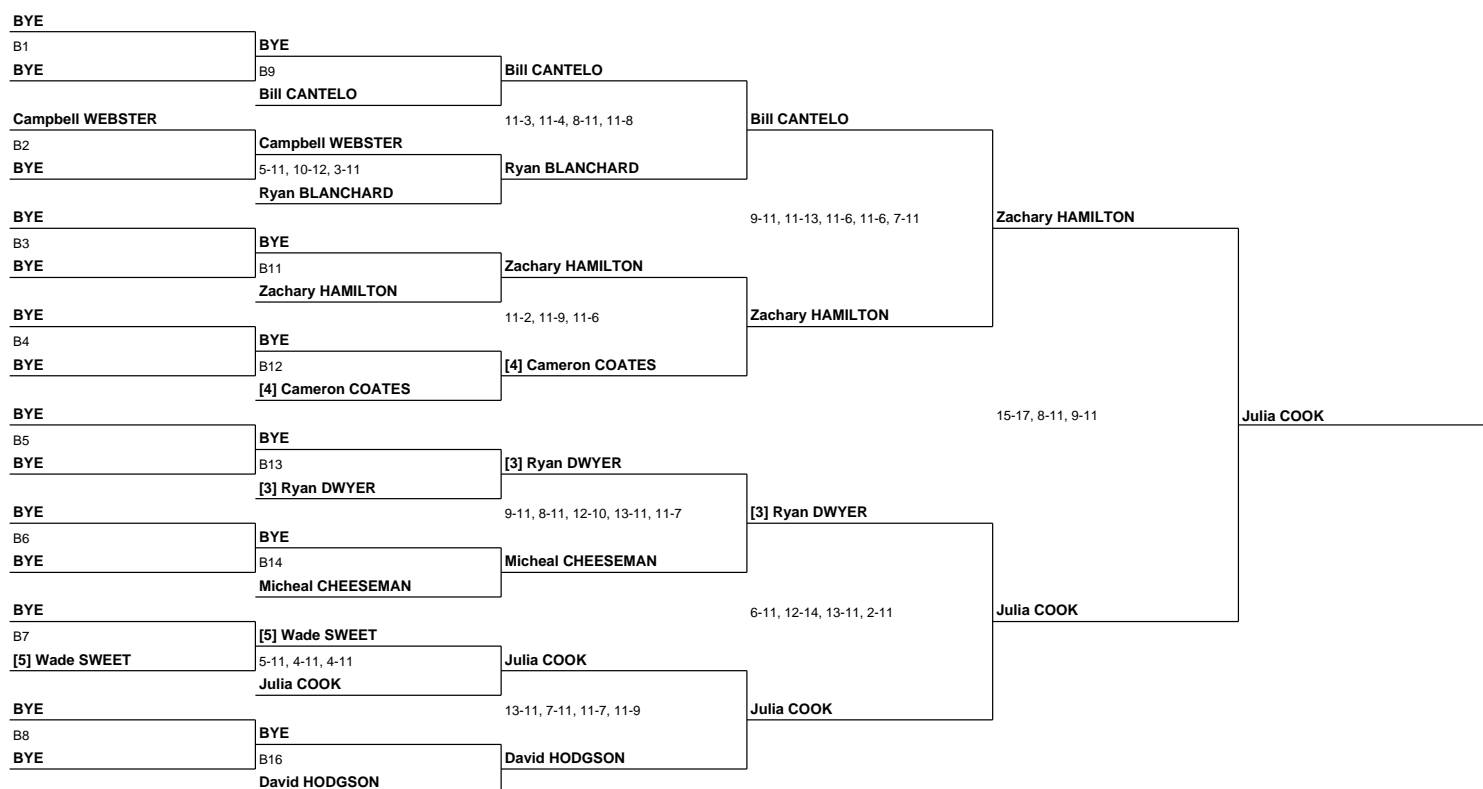 BYE
B1
BYE
BYE
B9
Bill CANTELO
Bill CANTELO
Campbell WEBSTER
B2
BYE
Campbell WEBSTER
5-11, 10-12, 3-11
Ryan BLANCHARD
11-3, 11-4, 8-11, 11-8
Ryan BLANCHARD
Bill CANTELO
BYE
B3
BYE
BYE
B11
Zachary HAMILTON
Zachary HAMILTON
9-11, 11-13, 11-6, 11-6, 7-11
Zachary HAMILTON
BYE
B4
BYE
BYE
B12
[4] Cameron COATES
11-2, 11-9, 11-6
[4] Cameron COATES
Zachary HAMILTON
BYE
B5
BYE
BYE
B13
[3] Ryan DWYER
[3] Ryan DWYER
15-17, 8-11, 9-11
Julia COOK
BYE
B6
BYE
BYE
B14
Micheal CHEESEMAN
9-11, 8-11, 12-10, 13-11, 11-7
Micheal CHEESEMAN
[3] Ryan DWYER
BYE
B7
[5] Wade SWEET
[5] Wade SWEET
5-11, 4-11, 4-11
Julia COOK
Julia COOK
6-11, 12-14, 13-11, 2-11
Julia COOK
BYE
B8
BYE
BYE
B16
David HODGSON
13-11, 7-11, 11-7, 11-9
David HODGSON
Julia COOK